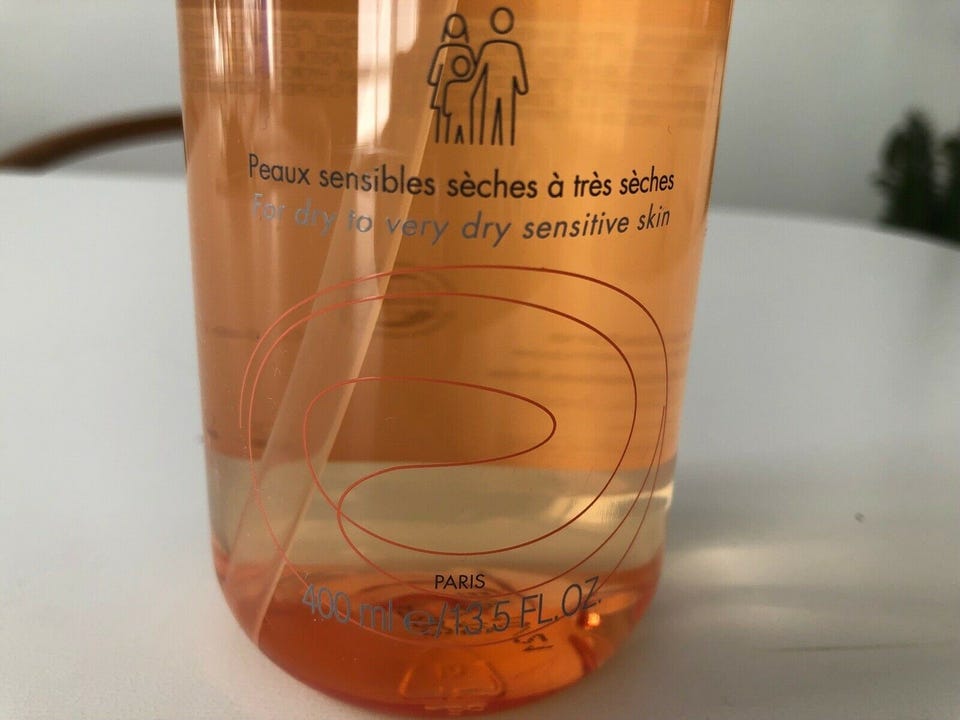 Peaux sensibles sèches à très sèches
For dry to very dry sensitive skin
PARIS
400 ml e/13.5 FL.OZ.